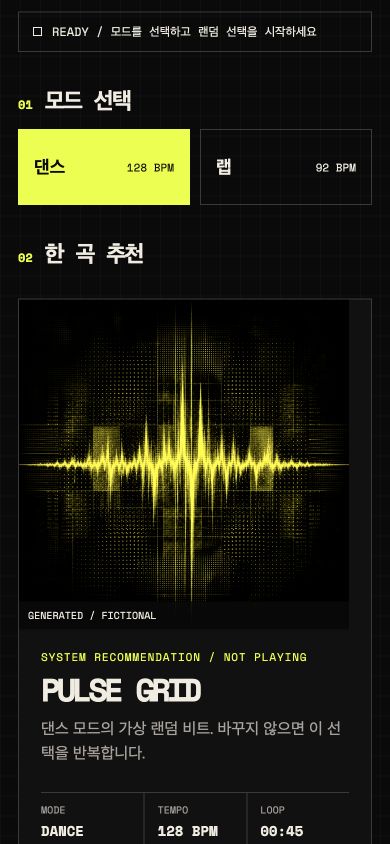 READY / 모드를 선택하고 랜덤 선택을 시작하세요
01 모드 선택
댄스 128 BPM 랩 92 BPM
02 한 곡 추천
GENERATED / FICTIONAL
SYSTEM RECOMMENDATION / NOT PLAYING
PULSE GRID
댄스 모드의 가상 랜덤 비트. 바꾸지 않으면 이 선
택을 반복합니다.
MODE TEMPO LOOP
DANCE 128 BPM 00:45